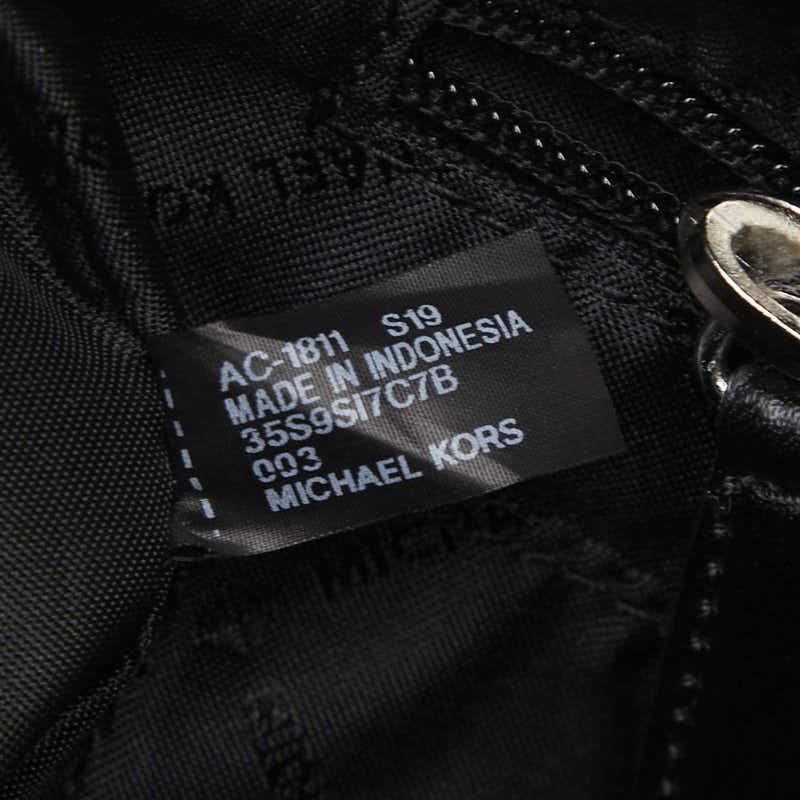 AC-1811 S19
MADE IN INDONESIA
35S9SI7C7B
003
MICHAEL KORS